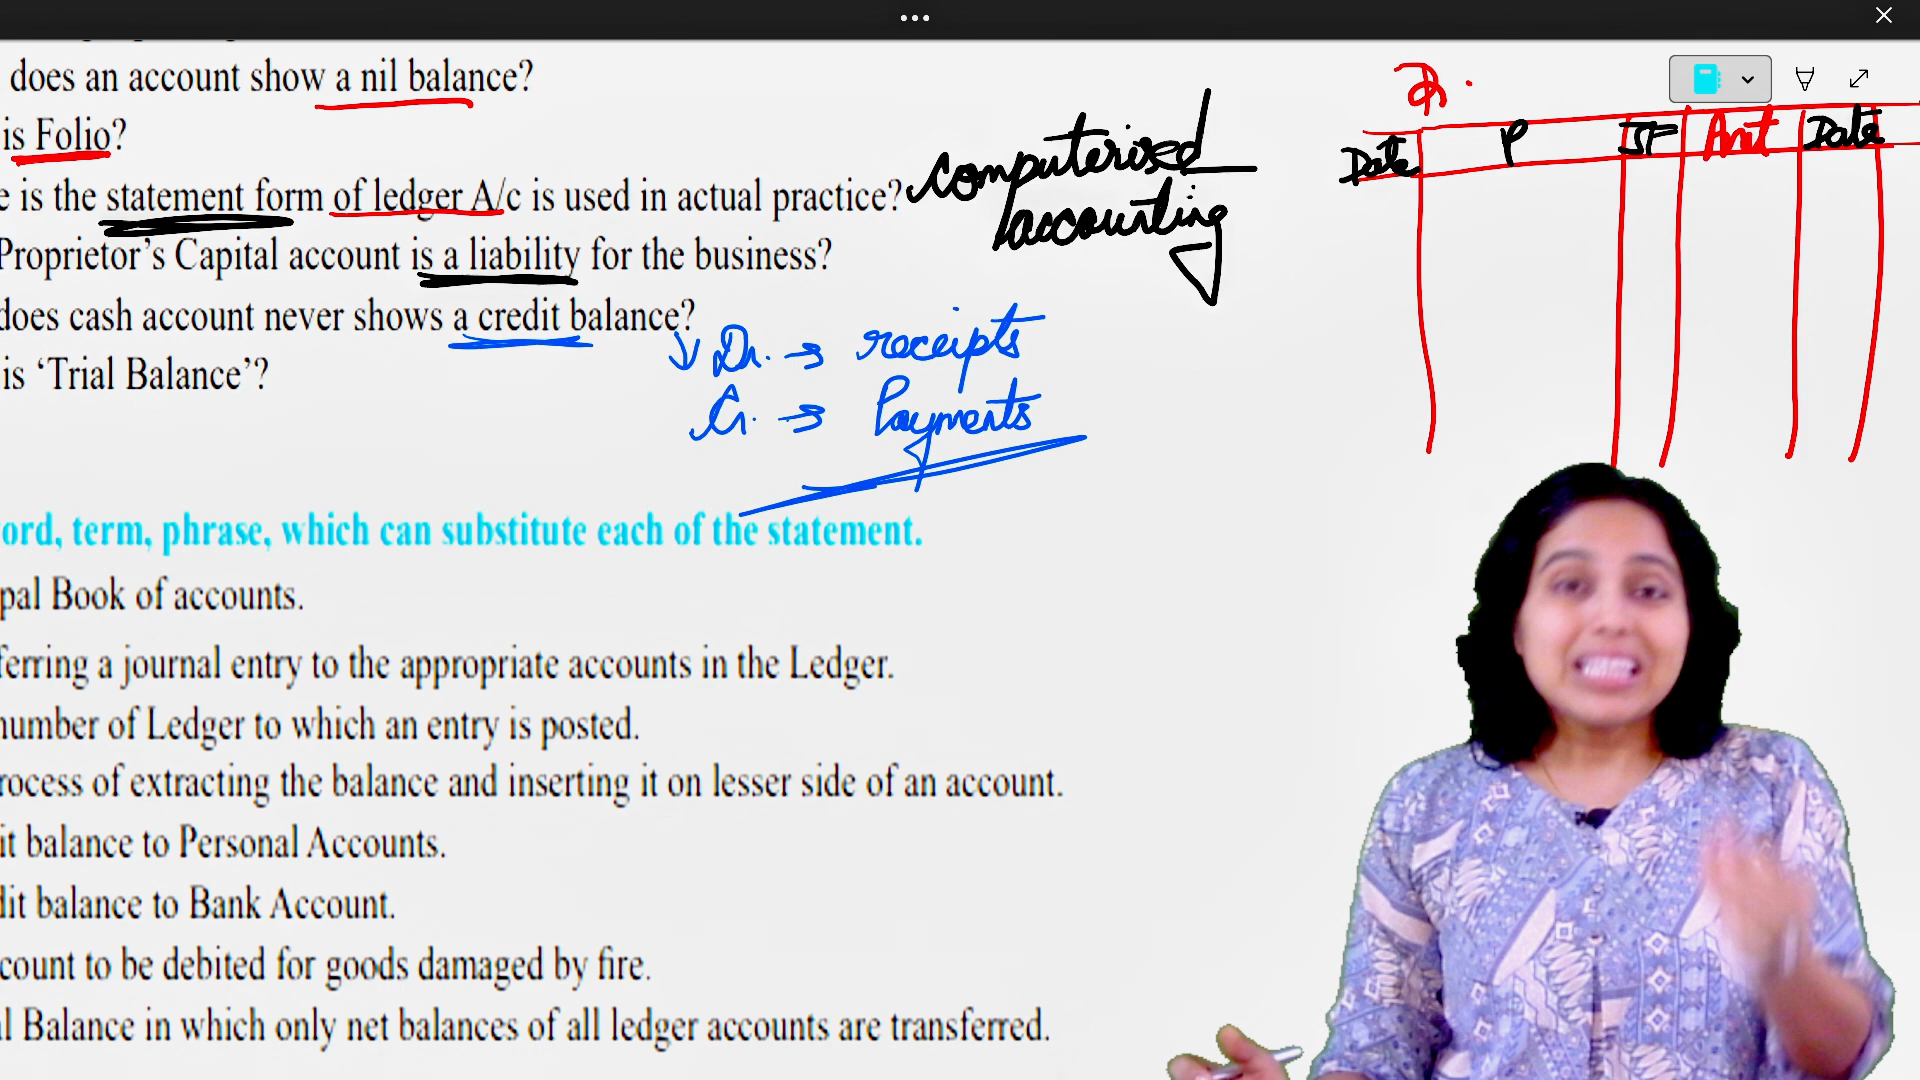 does an account show a nil balance?
is Folio?
e is the statement form of ledger A/c is used in actual practice?
Proprietor's Capital account is a liability for the business?
does cash account never shows a credit balance?
is 'Trial Balance'?
computerised
accounting
Dr. → receipts
Cr. → Payments
Dr.
Date P JF Amt Date
ord, term, phrase, which can substitute each of the statement.
pal Book of accounts.
ferring a journal entry to the appropriate accounts in the Ledger.
number of Ledger to which an entry is posted.
rocess of extracting the balance and inserting it on lesser side of an account.
it balance to Personal Accounts.
dit balance to Bank Account.
count to be debited for goods damaged by fire.
l Balance in which only net balances of all ledger accounts are transferred.